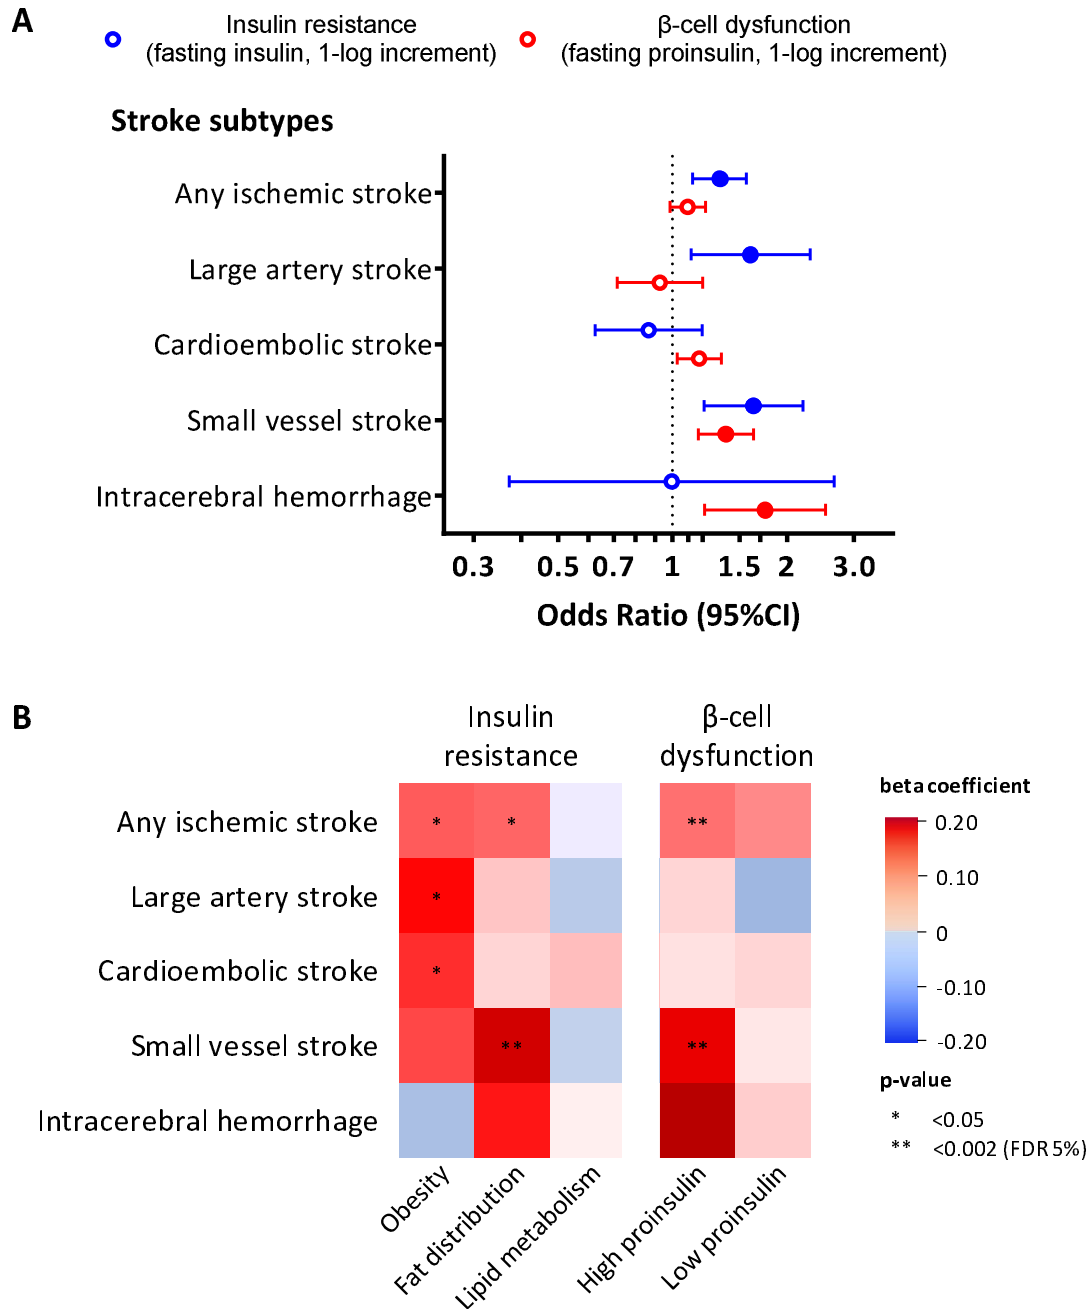 A
Insulin resistance
(fasting insulin, 1-log increment)
β-cell dysfunction
(fasting proinsulin, 1-log increment)
Stroke subtypes
Any ischemic stroke
Large artery stroke
Cardioembolic stroke
Small vessel stroke
Intracerebral hemorrhage
0.3 0.5 0.7 1 1.5 2 3.0
Odds Ratio (95%CI)
B
Insulin
resistance
β-cell
dysfunction
Any ischemic stroke * * **
Large artery stroke *
Cardioembolic stroke *
Small vessel stroke ** **
Intracerebral hemorrhage
Obesity
Fat distribution
Lipid metabolism
High proinsulin
Low proinsulin
beta coefficient
0.20
0.10
0
-0.10
-0.20
p-value
* <0.05
** <0.002 (FDR 5%)